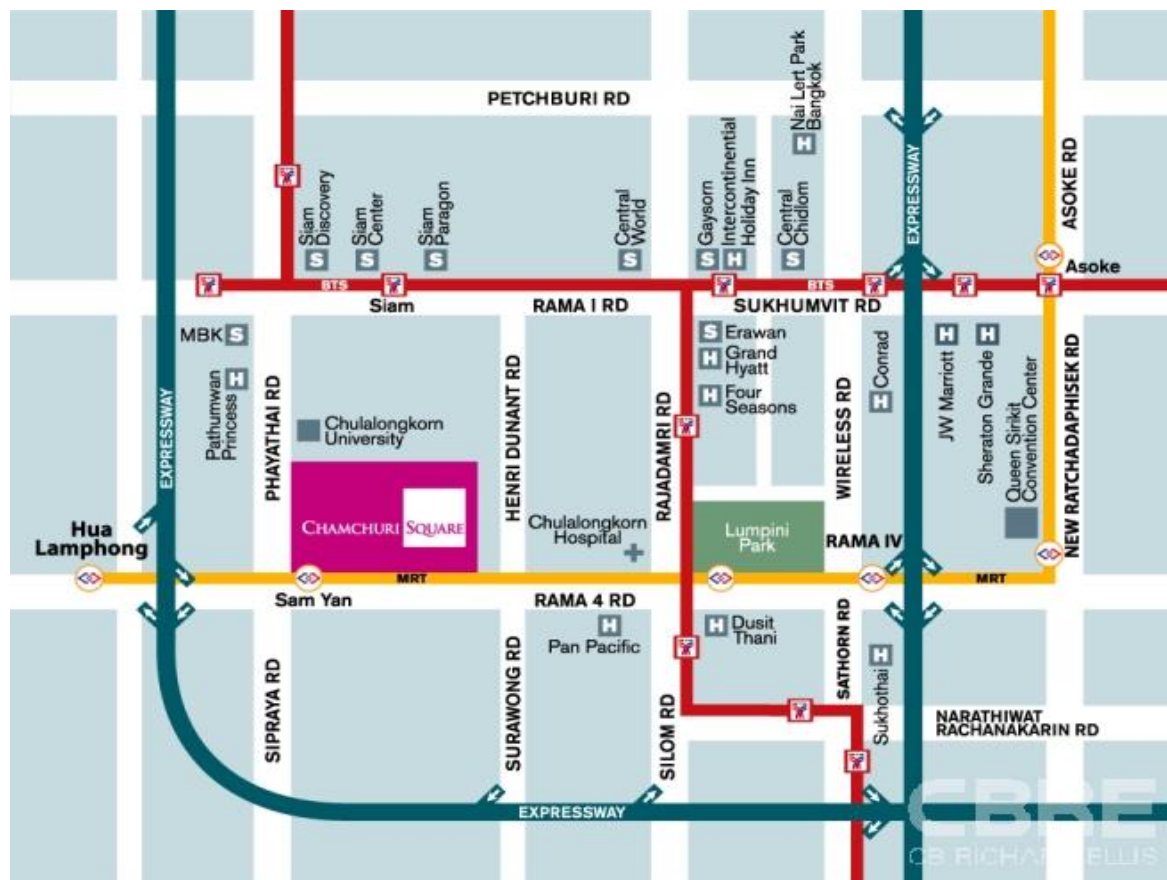 PETCHBURI RD
Nai Lert Park
Bangkok
H
EXPRESSWAY
ASOKE RD
Siam
Discovery
S
Siam
Center
S
Siam
Paragon
S
Central
World
S
Gaysorn
S
Intercontinental
Holiday Inn
H
Central
Chidlom
S
Asoke
BTS
BTS
Siam
RAMA I RD
SUKHUMVIT RD
MBK S
Pathumwan
Princess
H
EXPRESSWAY
PHAYATHAI RD
Chulalongkorn
University
HENRI DUNANT RD
RAJADAMRI RD
S Erawan
H Grand
Hyatt
H Four
Seasons
WIRELESS RD
Conrad
H
JW Marriott
H
Sheraton Grande
H
Queen Sirikit
Convention Center
NEW RATCHADAPHISEK RD
CHAMCHURI SQUARE
Hua
Lamphong
Chulalongkorn
Hospital
Lumpini
Park
RAMA IV
MRT
MRT
Sam Yan
RAMA 4 RD
H
Pan Pacific
H Dusit
Thani
SATHORN RD
Sukhothai
H
SIPRAYA RD
SURAWONG RD
SILOM RD
NARATHIWAT
RACHANAKARIN RD
EXPRESSWAY
CBRE
CB RICHARD ELLIS